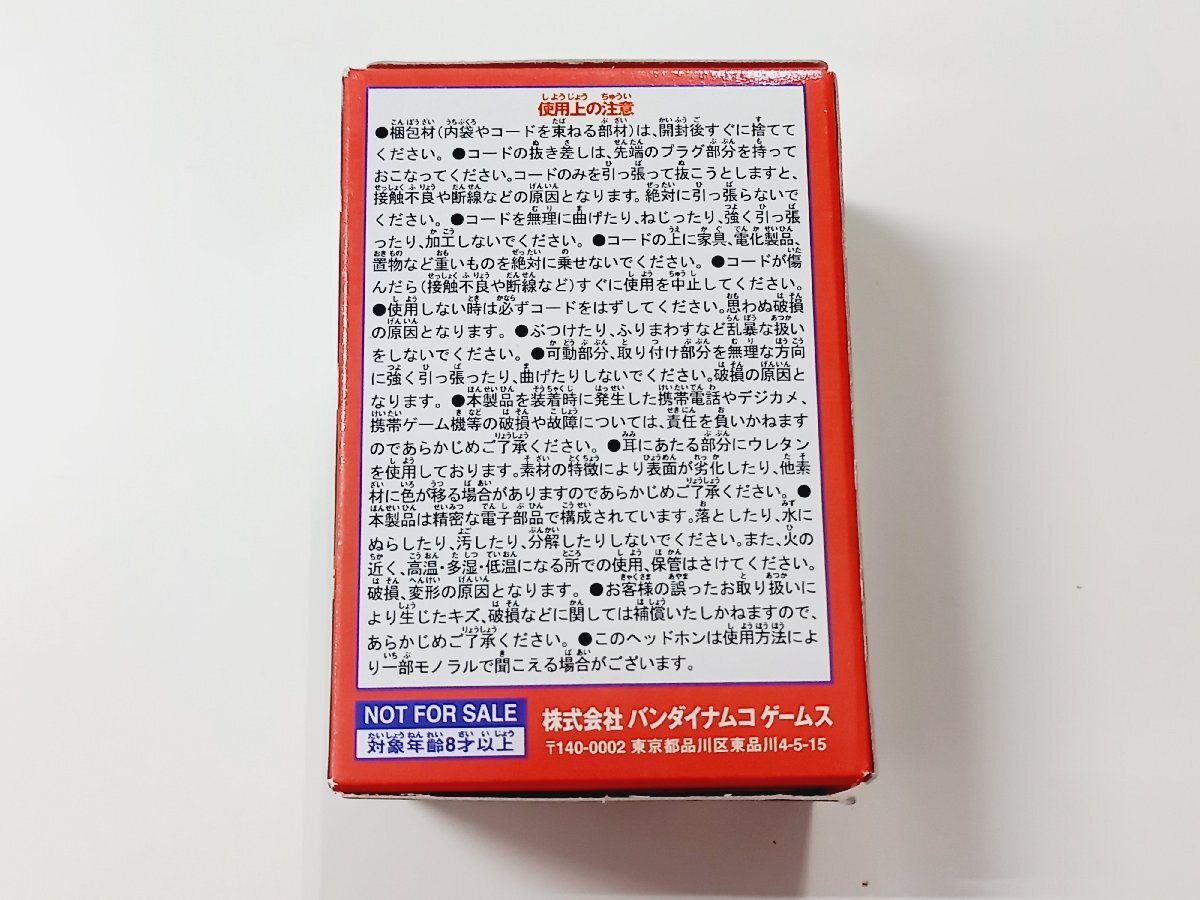 使用上の注意
●梱包材(内袋やコードを束ねる部材)は、開封後すぐに捨てて
ください。●コードの抜き差しは、先端のプラグ部分を持って
おこなってください。コードのみを引っ張って抜こうとしますと、
接触不良や断線などの原因となります。絶対に引っ張らないで
ください。●コードを無理に曲げたり、ねじったり、強く引っ張
ったり、加工しないでください。●コードの上に家具、電化製品、
置物など重いものを絶対に乗せないでください。●コードが傷
んだら(接触不良や断線など)すぐに使用を中止してください。
●使用しない時は必ずコードをはずしてください。思わぬ破損
の原因となります。●ぶつけたり、ふりまわすなど乱暴な扱い
をしないでください。●可動部分、取り付け部分を無理な方向
に強く引っ張ったり、曲げたりしないでください。破損の原因と
なります。●本製品を装着時に発生した携帯電話やデジカメ、
携帯ゲーム機等の破損や故障については、責任を負いかねます
のであらかじめご了承ください。●耳にあたる部分にウレタン
を使用しております。素材の特徴により表面が劣化したり、他素
材に色が移る場合がありますのであらかじめご了承ください。●
本製品は精密な電子部品で構成されています。落としたり、水に
ぬらしたり、汚したり、分解したりしないでください。また、火の
近く、高温・多湿・低温になる所での使用、保管はさけてください。
破損、変形の原因となります。●お客様の誤ったお取り扱いに
より生じたキズ、破損などに関しては補償いたしかねますので、
あらかじめご了承ください。●このヘッドホンは使用方法によ
り一部モノラルで聞こえる場合がございます。
NOT FOR SALE
対象年齢8才以上
株式会社 バンダイナムコ ゲームス
〒140-0002 東京都品川区東品川4-5-15